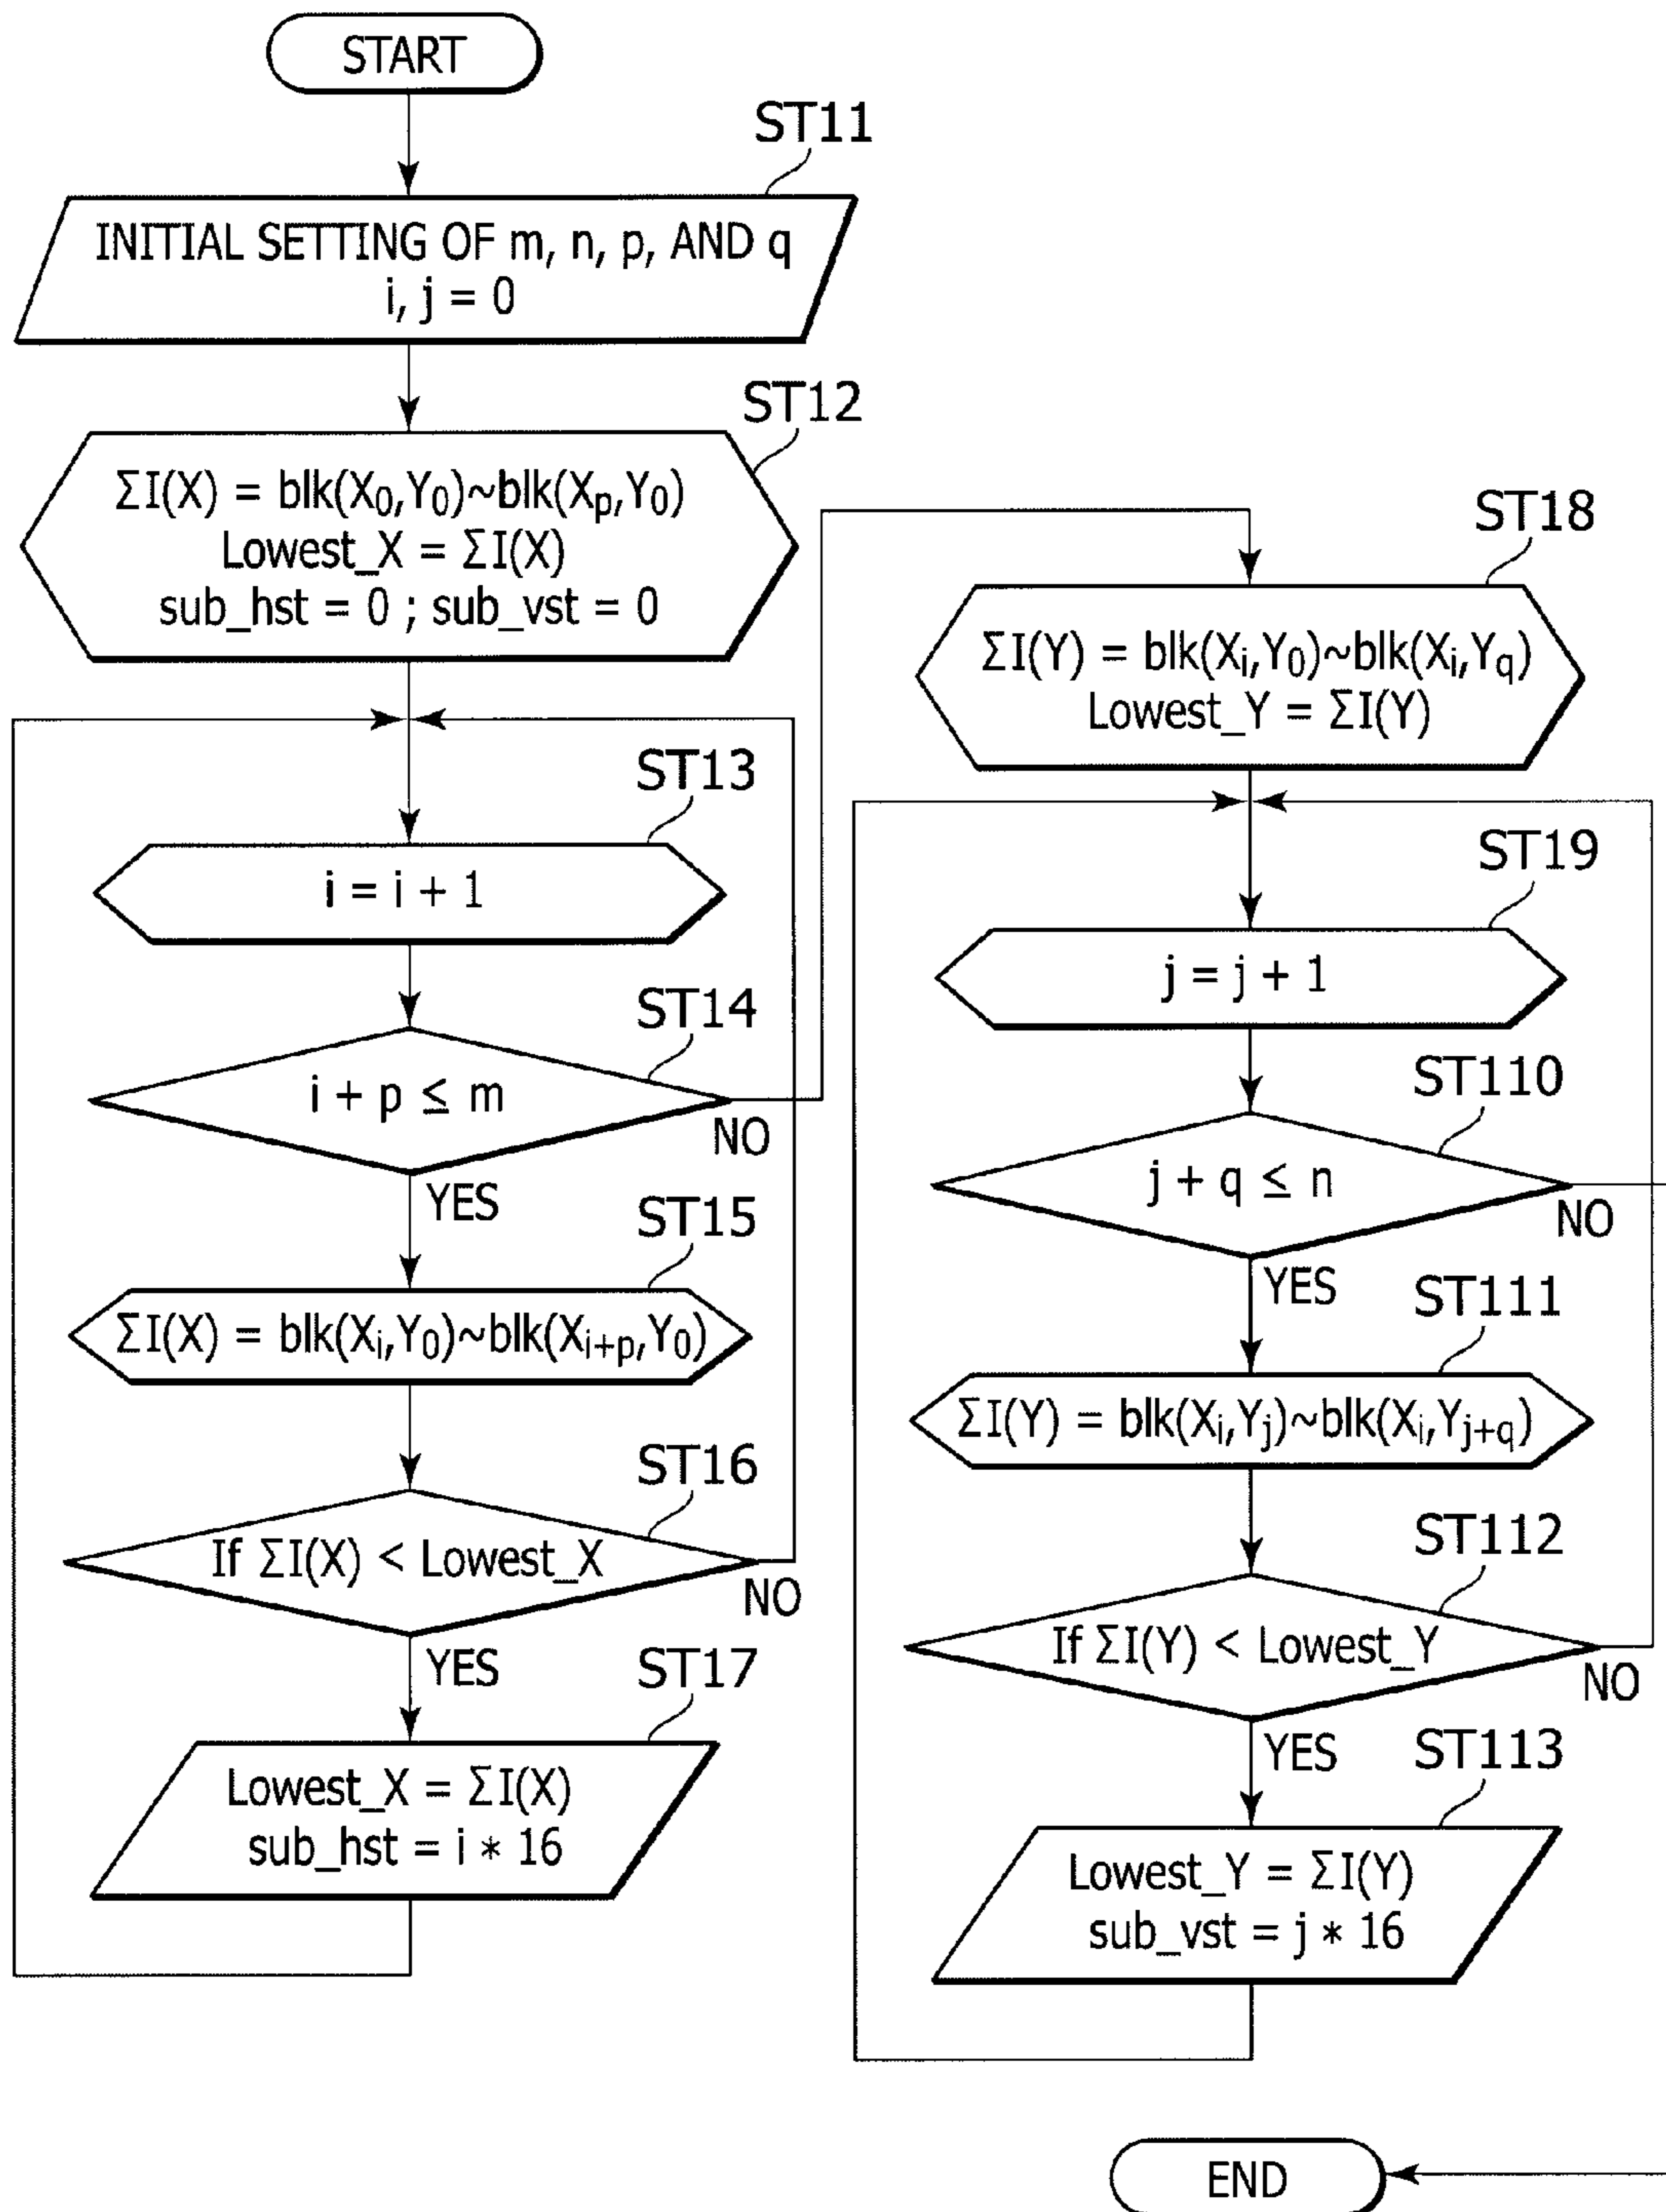 START
ST11
INITIAL SETTING OF m, n, p, AND q
i, j = 0
ST12
ΣI(X) = blk(X₀,Y₀)~blk(Xₚ,Y₀)
Lowest_X = ΣI(X)
sub_hst = 0 ; sub_vst = 0
ST13
i = i + 1
ST14
i + p ≤ m
NO
YES
ST15
ΣI(X) = blk(Xᵢ,Y₀)~blk(Xᵢ₊ₚ,Y₀)
ST16
If ΣI(X) < Lowest_X
NO
YES
ST17
Lowest_X = ΣI(X)
sub_hst = i * 16
ST18
ΣI(Y) = blk(Xᵢ,Y₀)~blk(Xᵢ,Y_q)
Lowest_Y = ΣI(Y)
ST19
j = j + 1
ST110
j + q ≤ n
NO
YES
ST111
ΣI(Y) = blk(Xᵢ,Yⱼ)~blk(Xᵢ,Y_j+q)
ST112
If ΣI(Y) < Lowest_Y
NO
YES
ST113
Lowest_Y = ΣI(Y)
sub_vst = j * 16
END